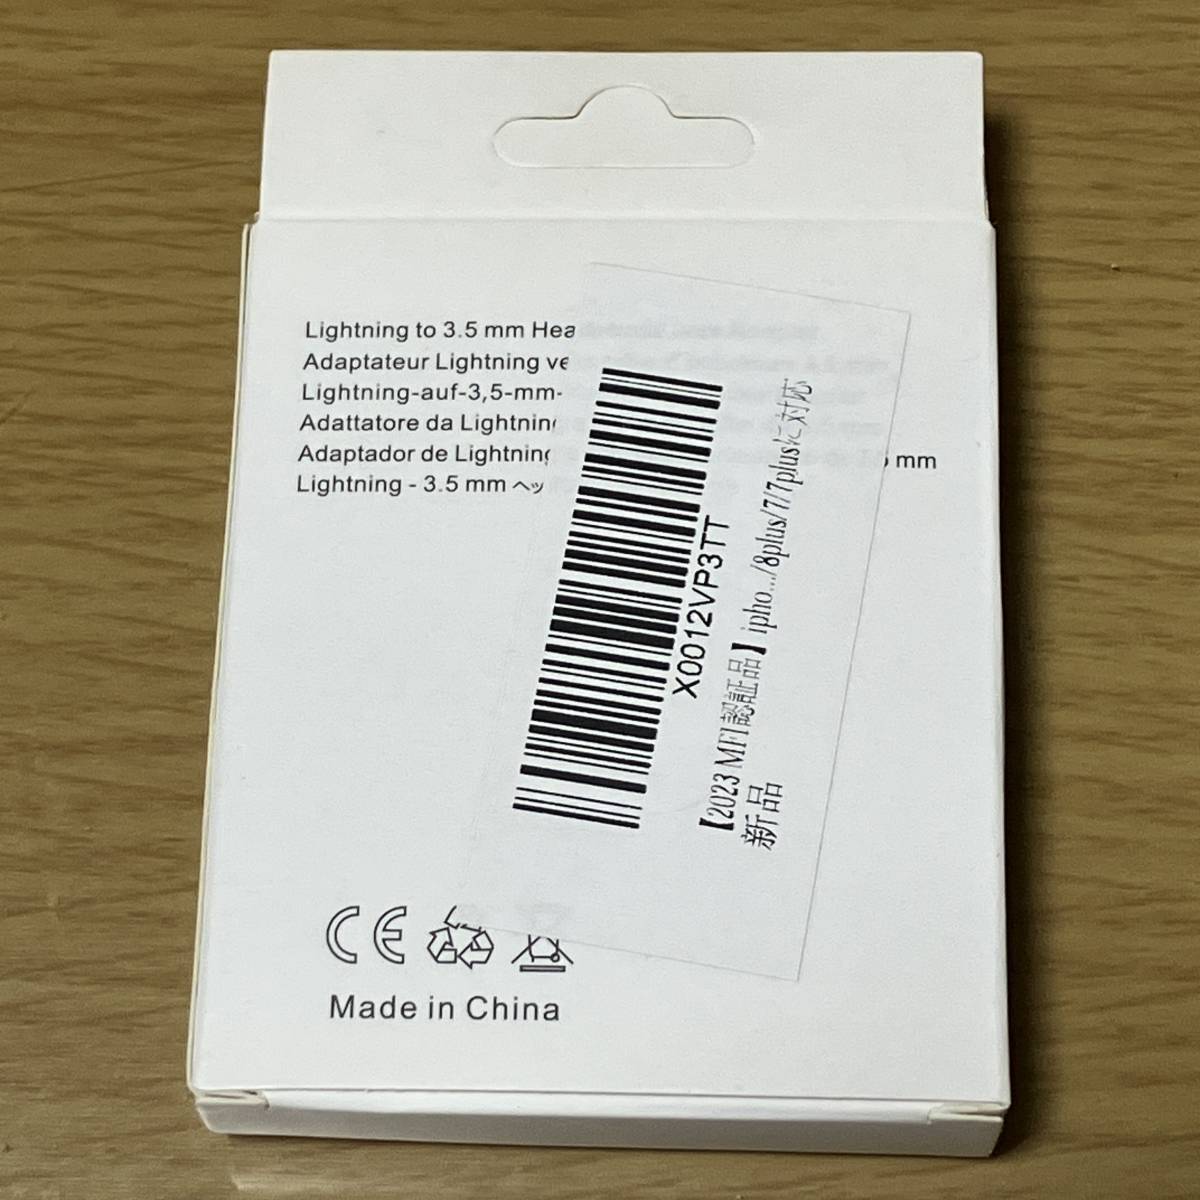 Lightning to 3.5 mm Hea
Adaptateur Lightning ve
Lightning-auf-3,5-mm-
Adattatore da Lightnin
Adaptador de Lightning
mm
Lightning - 3.5 mm ヘッ
X0012VP3TT
【2023 MFI認証品】ipho.../8plus/7/7plusに対応
新品
CE
Made in China